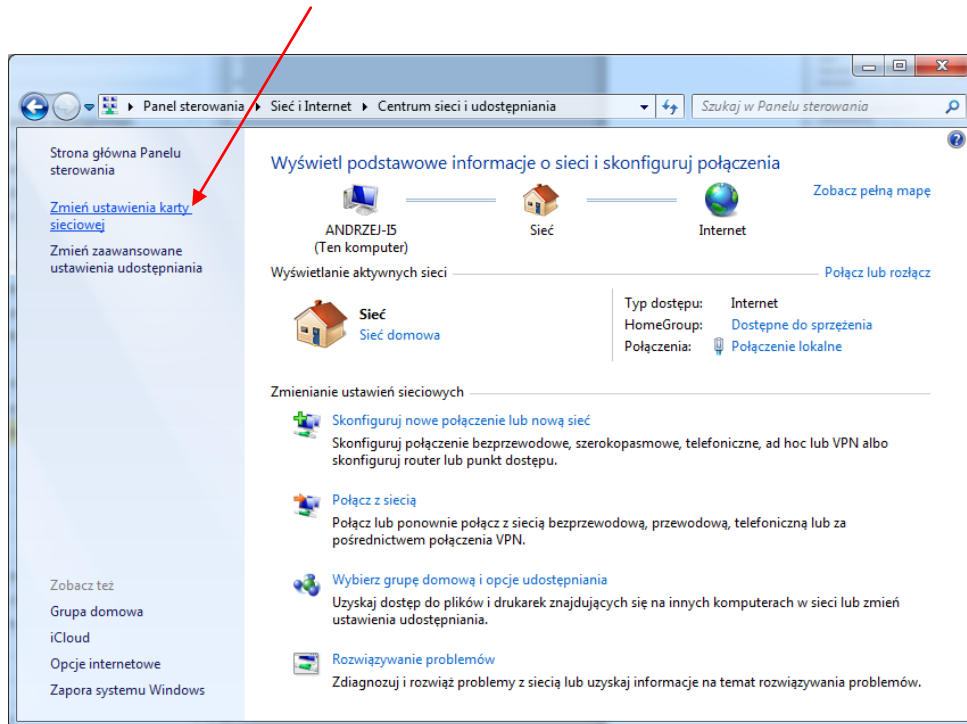 Panel sterowania Sieć i Internet Centrum sieci i udostępniania
Szukaj w Panelu sterowania
Strona główna Panelu
sterowania
Zmień ustawienia karty
sieciowej
Zmień zaawansowane
ustawienia udostępniania
Zobacz też
Grupa domowa
iCloud
Opcje internetowe
Zapora systemu Windows
Wyświetl podstawowe informacje o sieci i skonfiguruj połączenia
Zobacz pełną mapę
ANDRZEJ-I5
(Ten komputer)
Sieć
Internet
Wyświetlanie aktywnych sieci
Połącz lub rozłącz
Sieć
Sieć domowa
Typ dostępu: Internet
HomeGroup: Dostępne do sprzężenia
Połączenia: Połączenie lokalne
Zmienianie ustawień sieciowych
Skonfiguruj nowe połączenie lub nową sieć
Skonfiguruj połączenie bezprzewodowe, szerokopasmowe, telefoniczne, ad hoc lub VPN albo
skonfiguruj router lub punkt dostępu.
Połącz z siecią
Połącz lub ponownie połącz z siecią bezprzewodową, przewodową, telefoniczną lub za
pośrednictwem połączenia VPN.
Wybierz grupę domową i opcje udostępniania
Uzyskaj dostęp do plików i drukarek znajdujących się na innych komputerach w sieci lub zmień
ustawienia udostępniania.
Rozwiązywanie problemów
Zdiagnozuj i rozwiąż problemy z siecią lub uzyskaj informacje na temat rozwiązywania problemów.